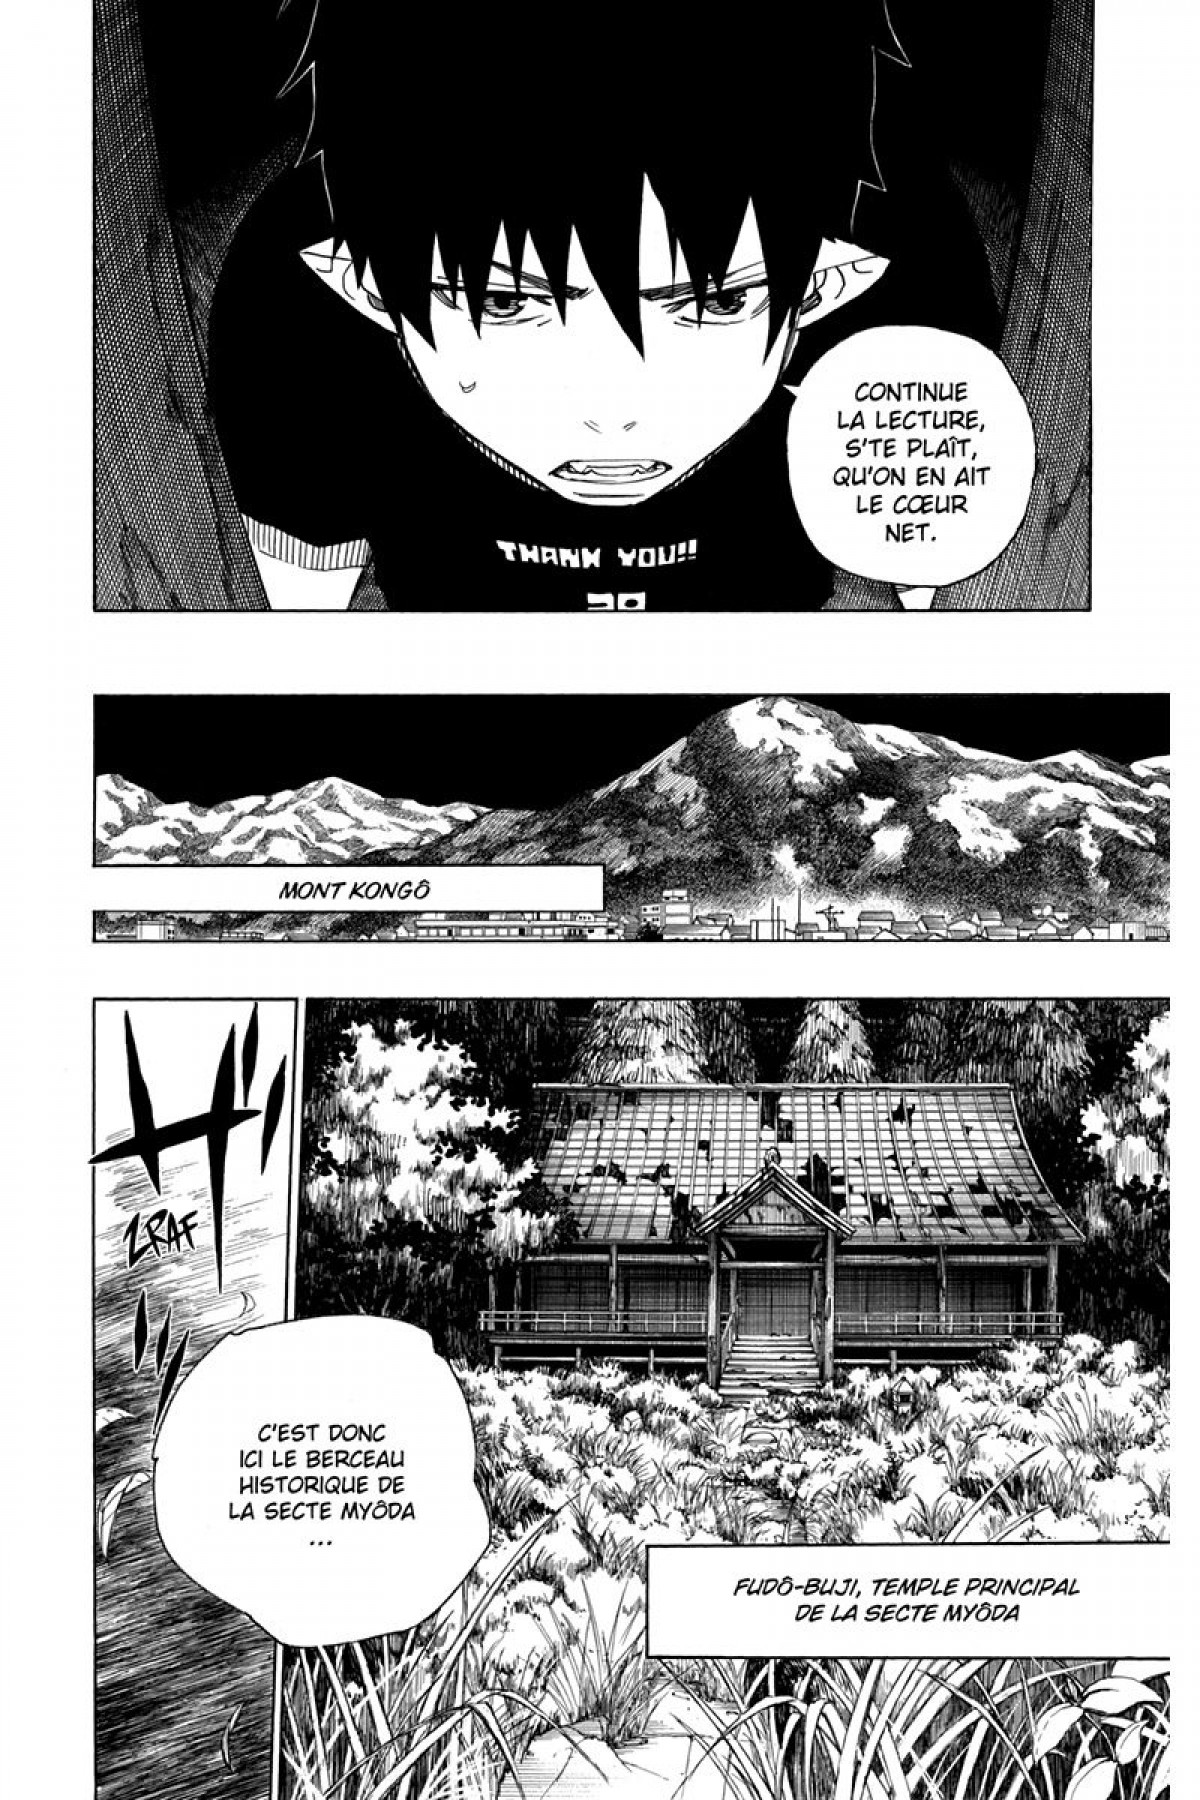 CONTINUE
LA LECTURE,
S'TE PLAÎT,
QU'ON EN AIT
LE CŒUR
NET.
THANK YOU!!
MONT KONGÔ
ZRAF
C'EST DONC
ICI LE BERCEAU
HISTORIQUE DE
LA SECTE MYÔDA
...
FUDÔ-BUJI, TEMPLE PRINCIPAL
DE LA SECTE MYÔDA